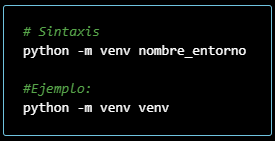 # Sintaxis
python -m venv nombre_entorno

#Ejemplo:
python -m venv venv